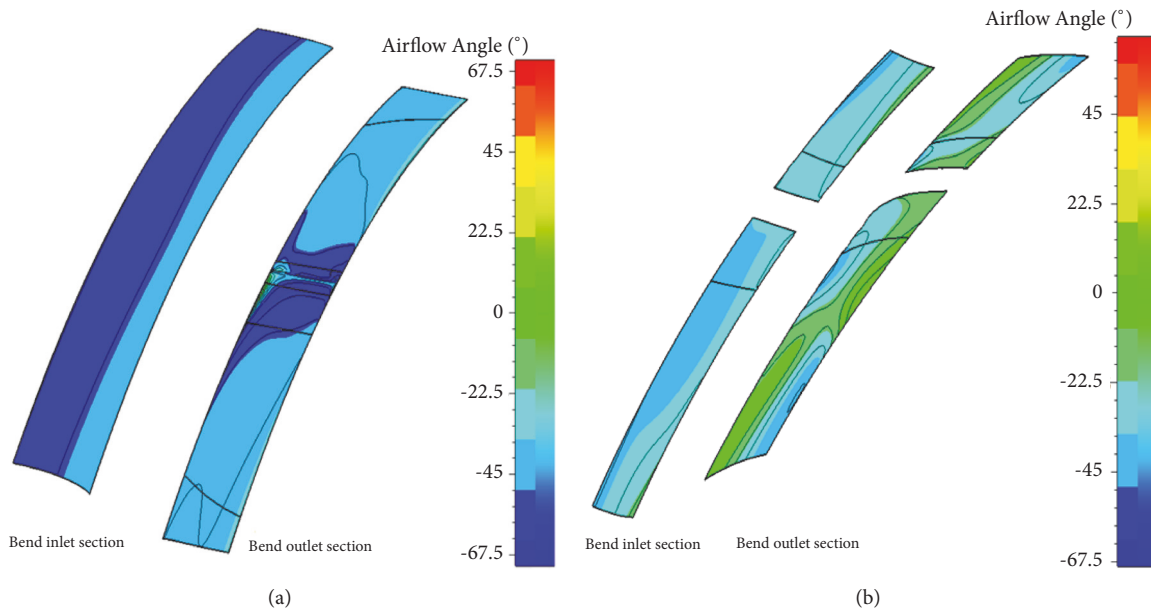 Airflow Angle (°)
67.5
45
22.5
0
-22.5
-45
-67.5
Bend inlet section
Bend outlet section
(a)
Airflow Angle (°)
45
22.5
0
-22.5
-45
-67.5
Bend inlet section
Bend outlet section
(b)